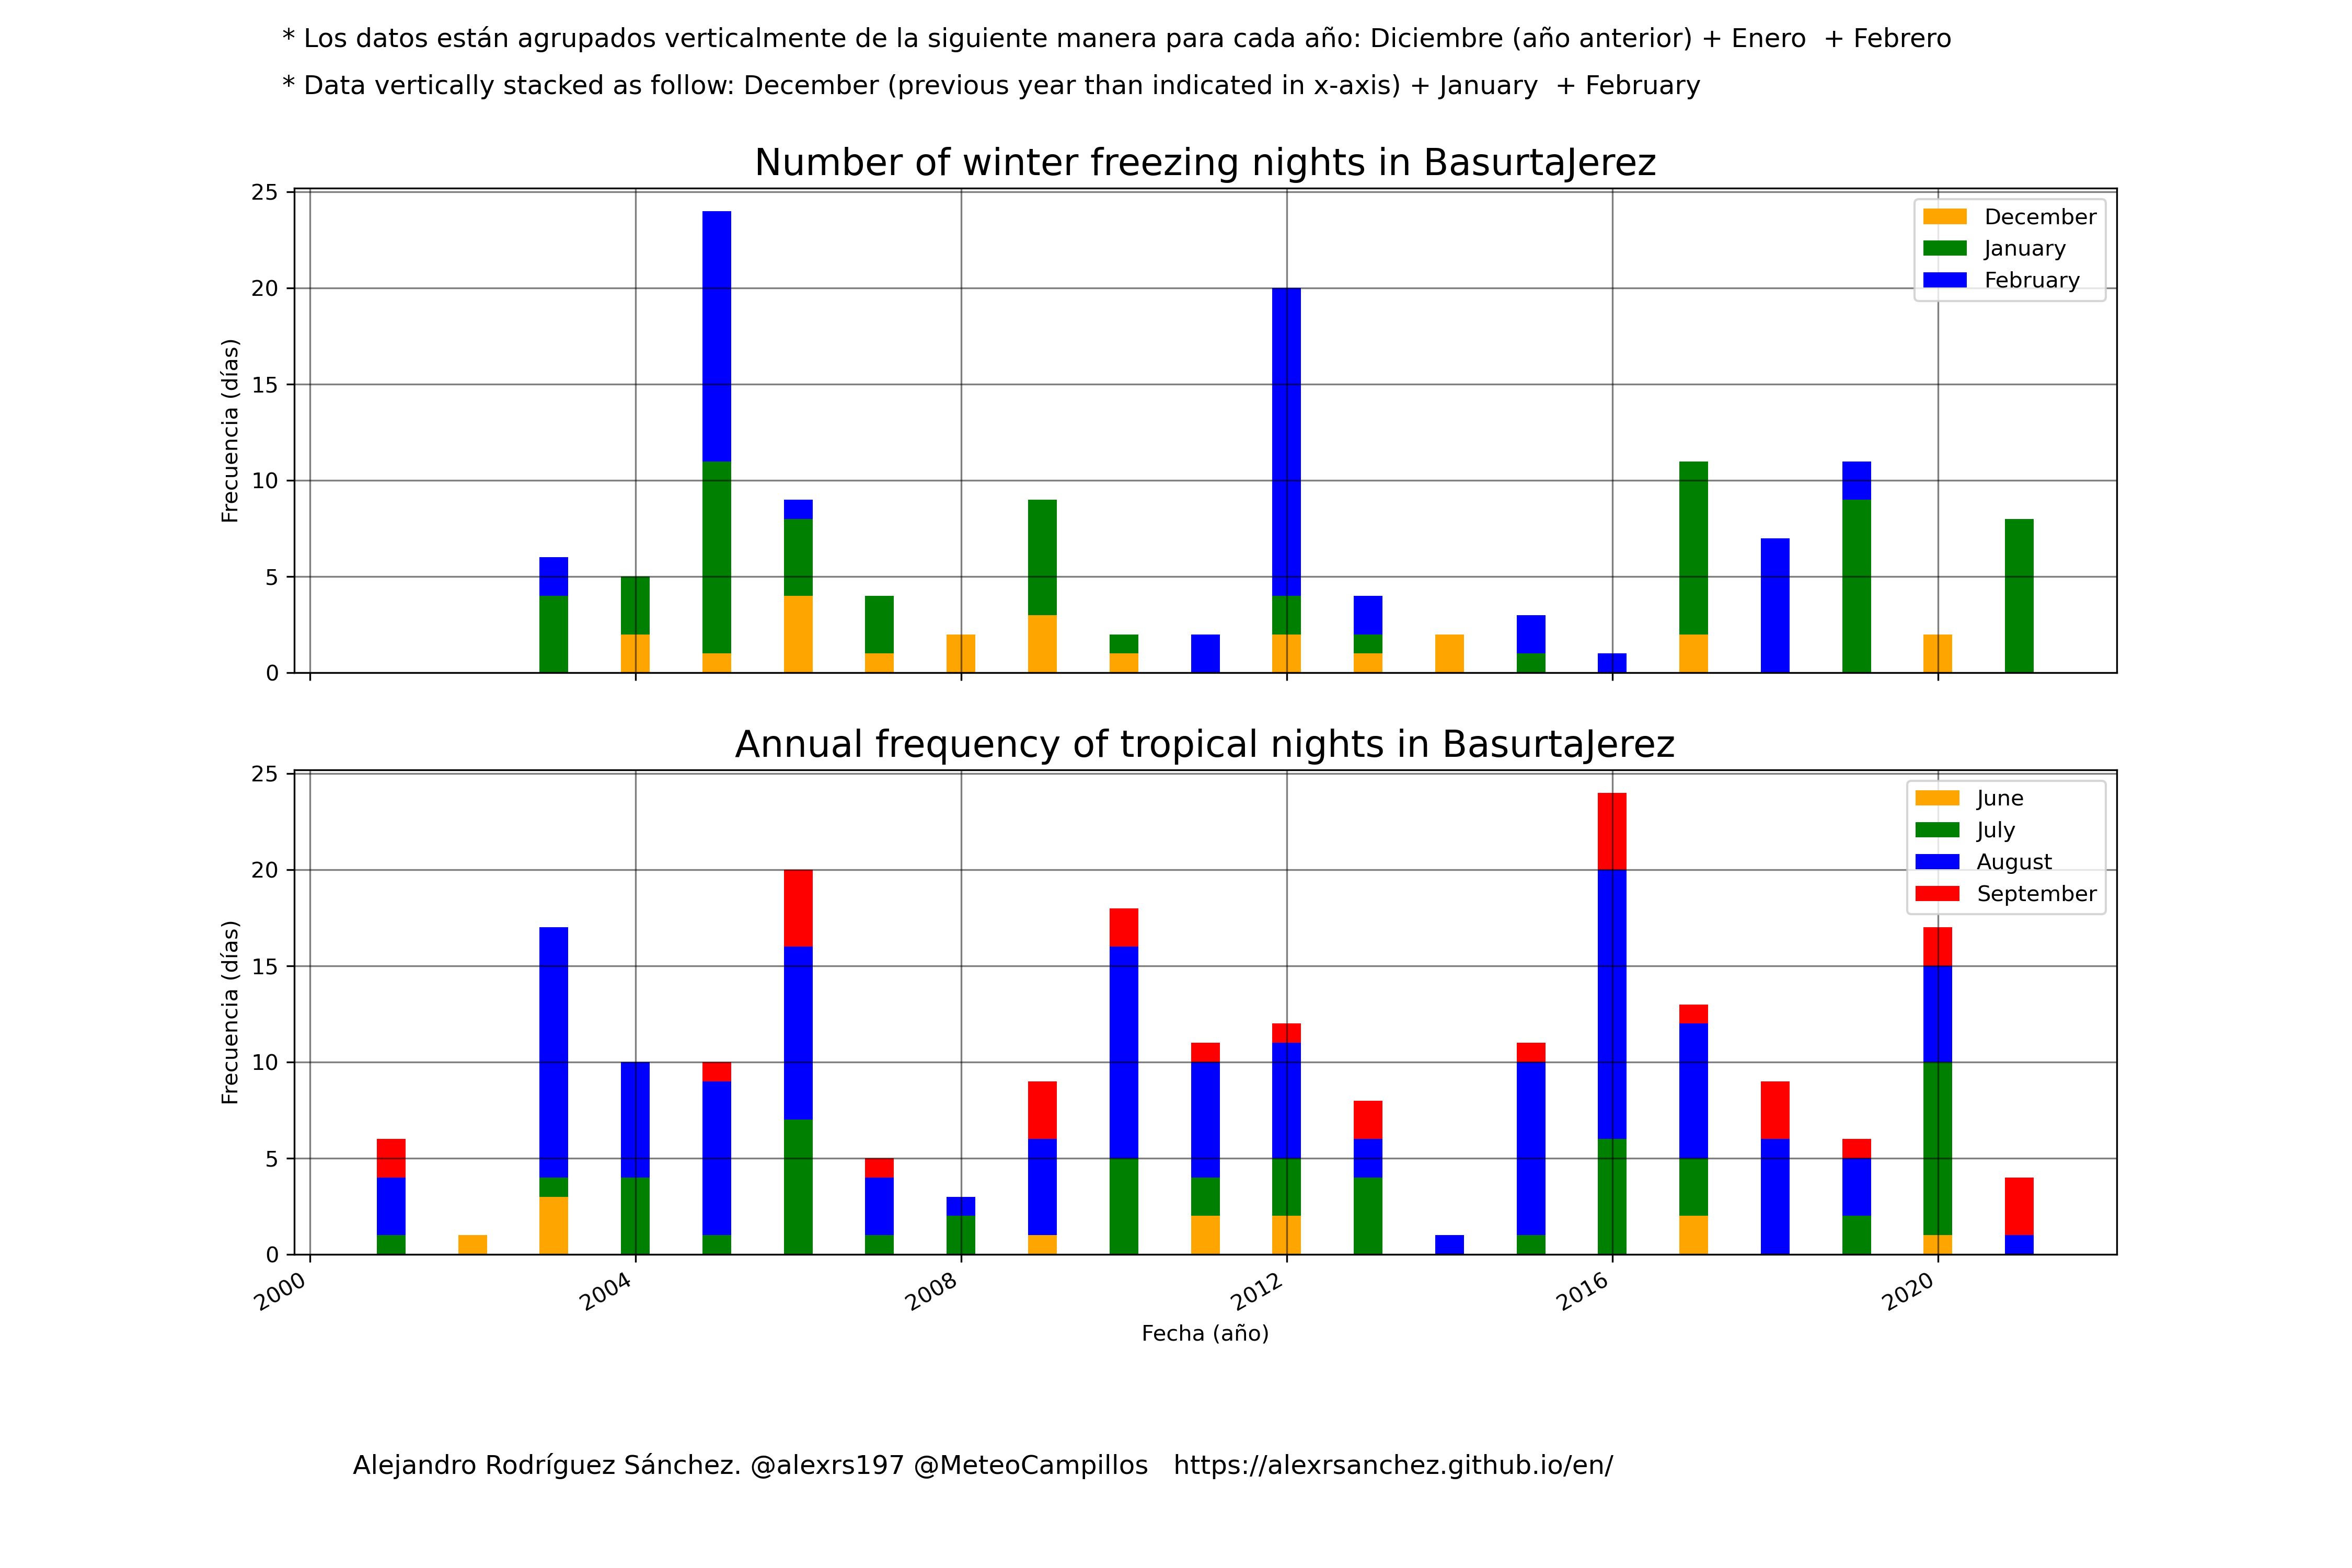 * Los datos están agrupados verticalmente de la siguiente manera para cada año: Diciembre (año anterior) + Enero  + Febrero
* Data vertically stacked as follow: December (previous year than indicated in x-axis) + January  + February
Number of winter freezing nights in BasurtaJerez
25
20
15
10
5
0
Frecuencia (días)
December
January
February
Annual frequency of tropical nights in BasurtaJerez
25
20
15
10
5
0
Frecuencia (días)
June
July
August
September
2000
2004
2008
2012
2016
2020
Fecha (año)
Alejandro Rodríguez Sánchez. @alexrs197 @MeteoCampillos   https://alexrsanchez.github.io/en/